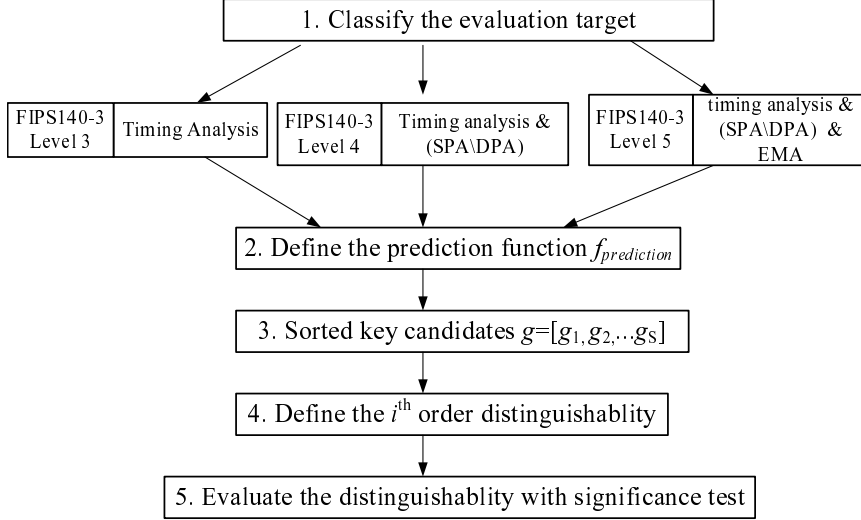 1. Classify the evaluation target
FIPS140-3
Level 3
Timing Analysis
FIPS140-3
Level 4
Timing analysis &
(SPA\DPA)
FIPS140-3
Level 5
timing analysis &
(SPA\DPA) &
EMA
2. Define the prediction function fprediction
3. Sorted key candidates g=[g1,g2,...gS]
4. Define the ith order distinguishablity
5. Evaluate the distinguishablity with significance test